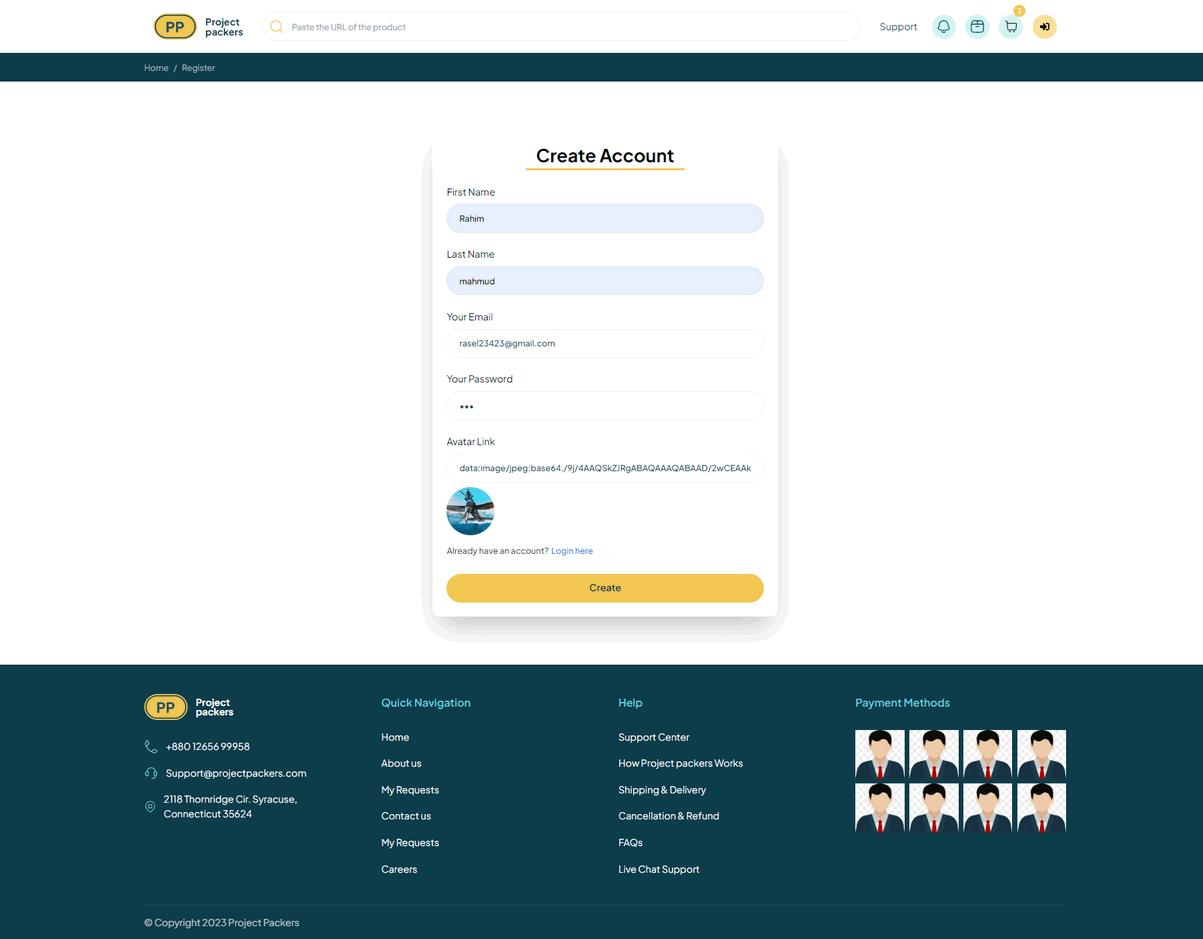 PP
Project
packers
Paste the URL of the product
Support
3
Home / Register
Create Account
First Name
Rahim
Last Name
mahmud
Your Email
rasel23423@gmail.com
Your Password
•••
Avatar Link
data:image/jpeg;base64,/9j/4AAQSkZJRgABAQAAAQABAAD/2wCEAAk
Already have an account? Login here
Create
PP
Project
packers
+880 12656 99958
Support@projectpackers.com
2118 Thornridge Cir. Syracuse,
Connecticut 35624
Quick Navigation
Home
About us
My Requests
Contact us
My Requests
Careers
Help
Support Center
How Project packers Works
Shipping & Delivery
Cancellation & Refund
FAQs
Live Chat Support
Payment Methods
© Copyright 2023 Project Packers